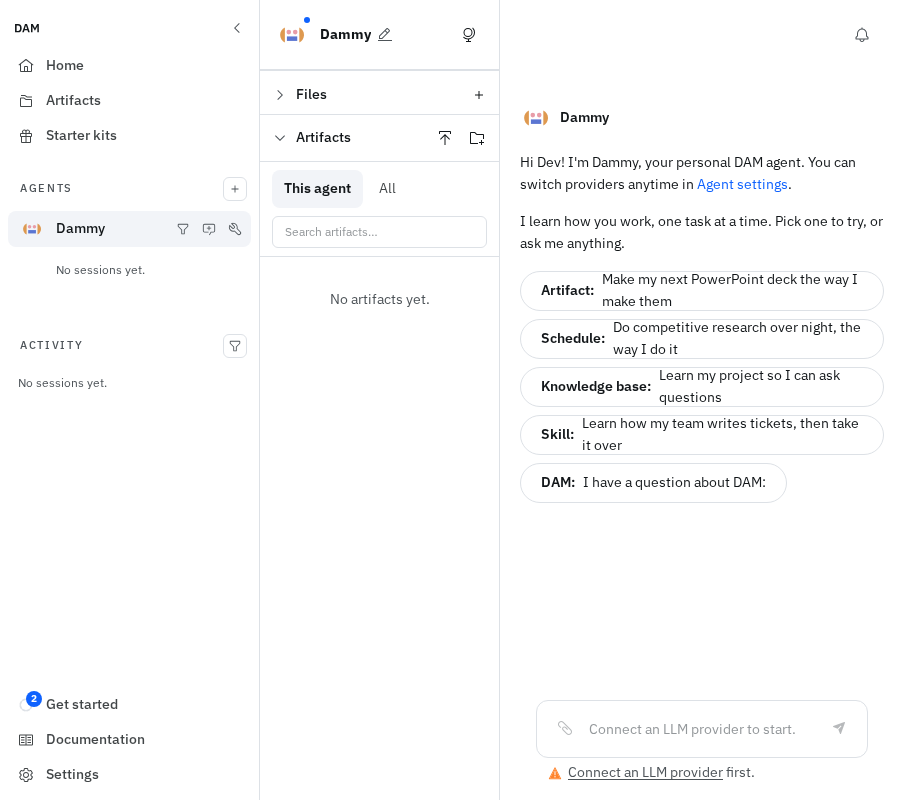 DAM
Home
Artifacts
Starter kits
AGENTS
Dammy
No sessions yet.
ACTIVITY
No sessions yet.
2
Get started
Documentation
Settings
Dammy
Files
Artifacts
This agent
All
Search artifacts...
No artifacts yet.
Dammy
Hi Dev! I'm Dammy, your personal DAM agent. You can
switch providers anytime in Agent settings.
I learn how you work, one task at a time. Pick one to try, or
ask me anything.
Artifact: Make my next PowerPoint deck the way I
make them
Schedule: Do competitive research over night, the
way I do it
Knowledge base: Learn my project so I can ask
questions
Skill: Learn how my team writes tickets, then take
it over
DAM: I have a question about DAM:
Connect an LLM provider to start.
Connect an LLM provider first.